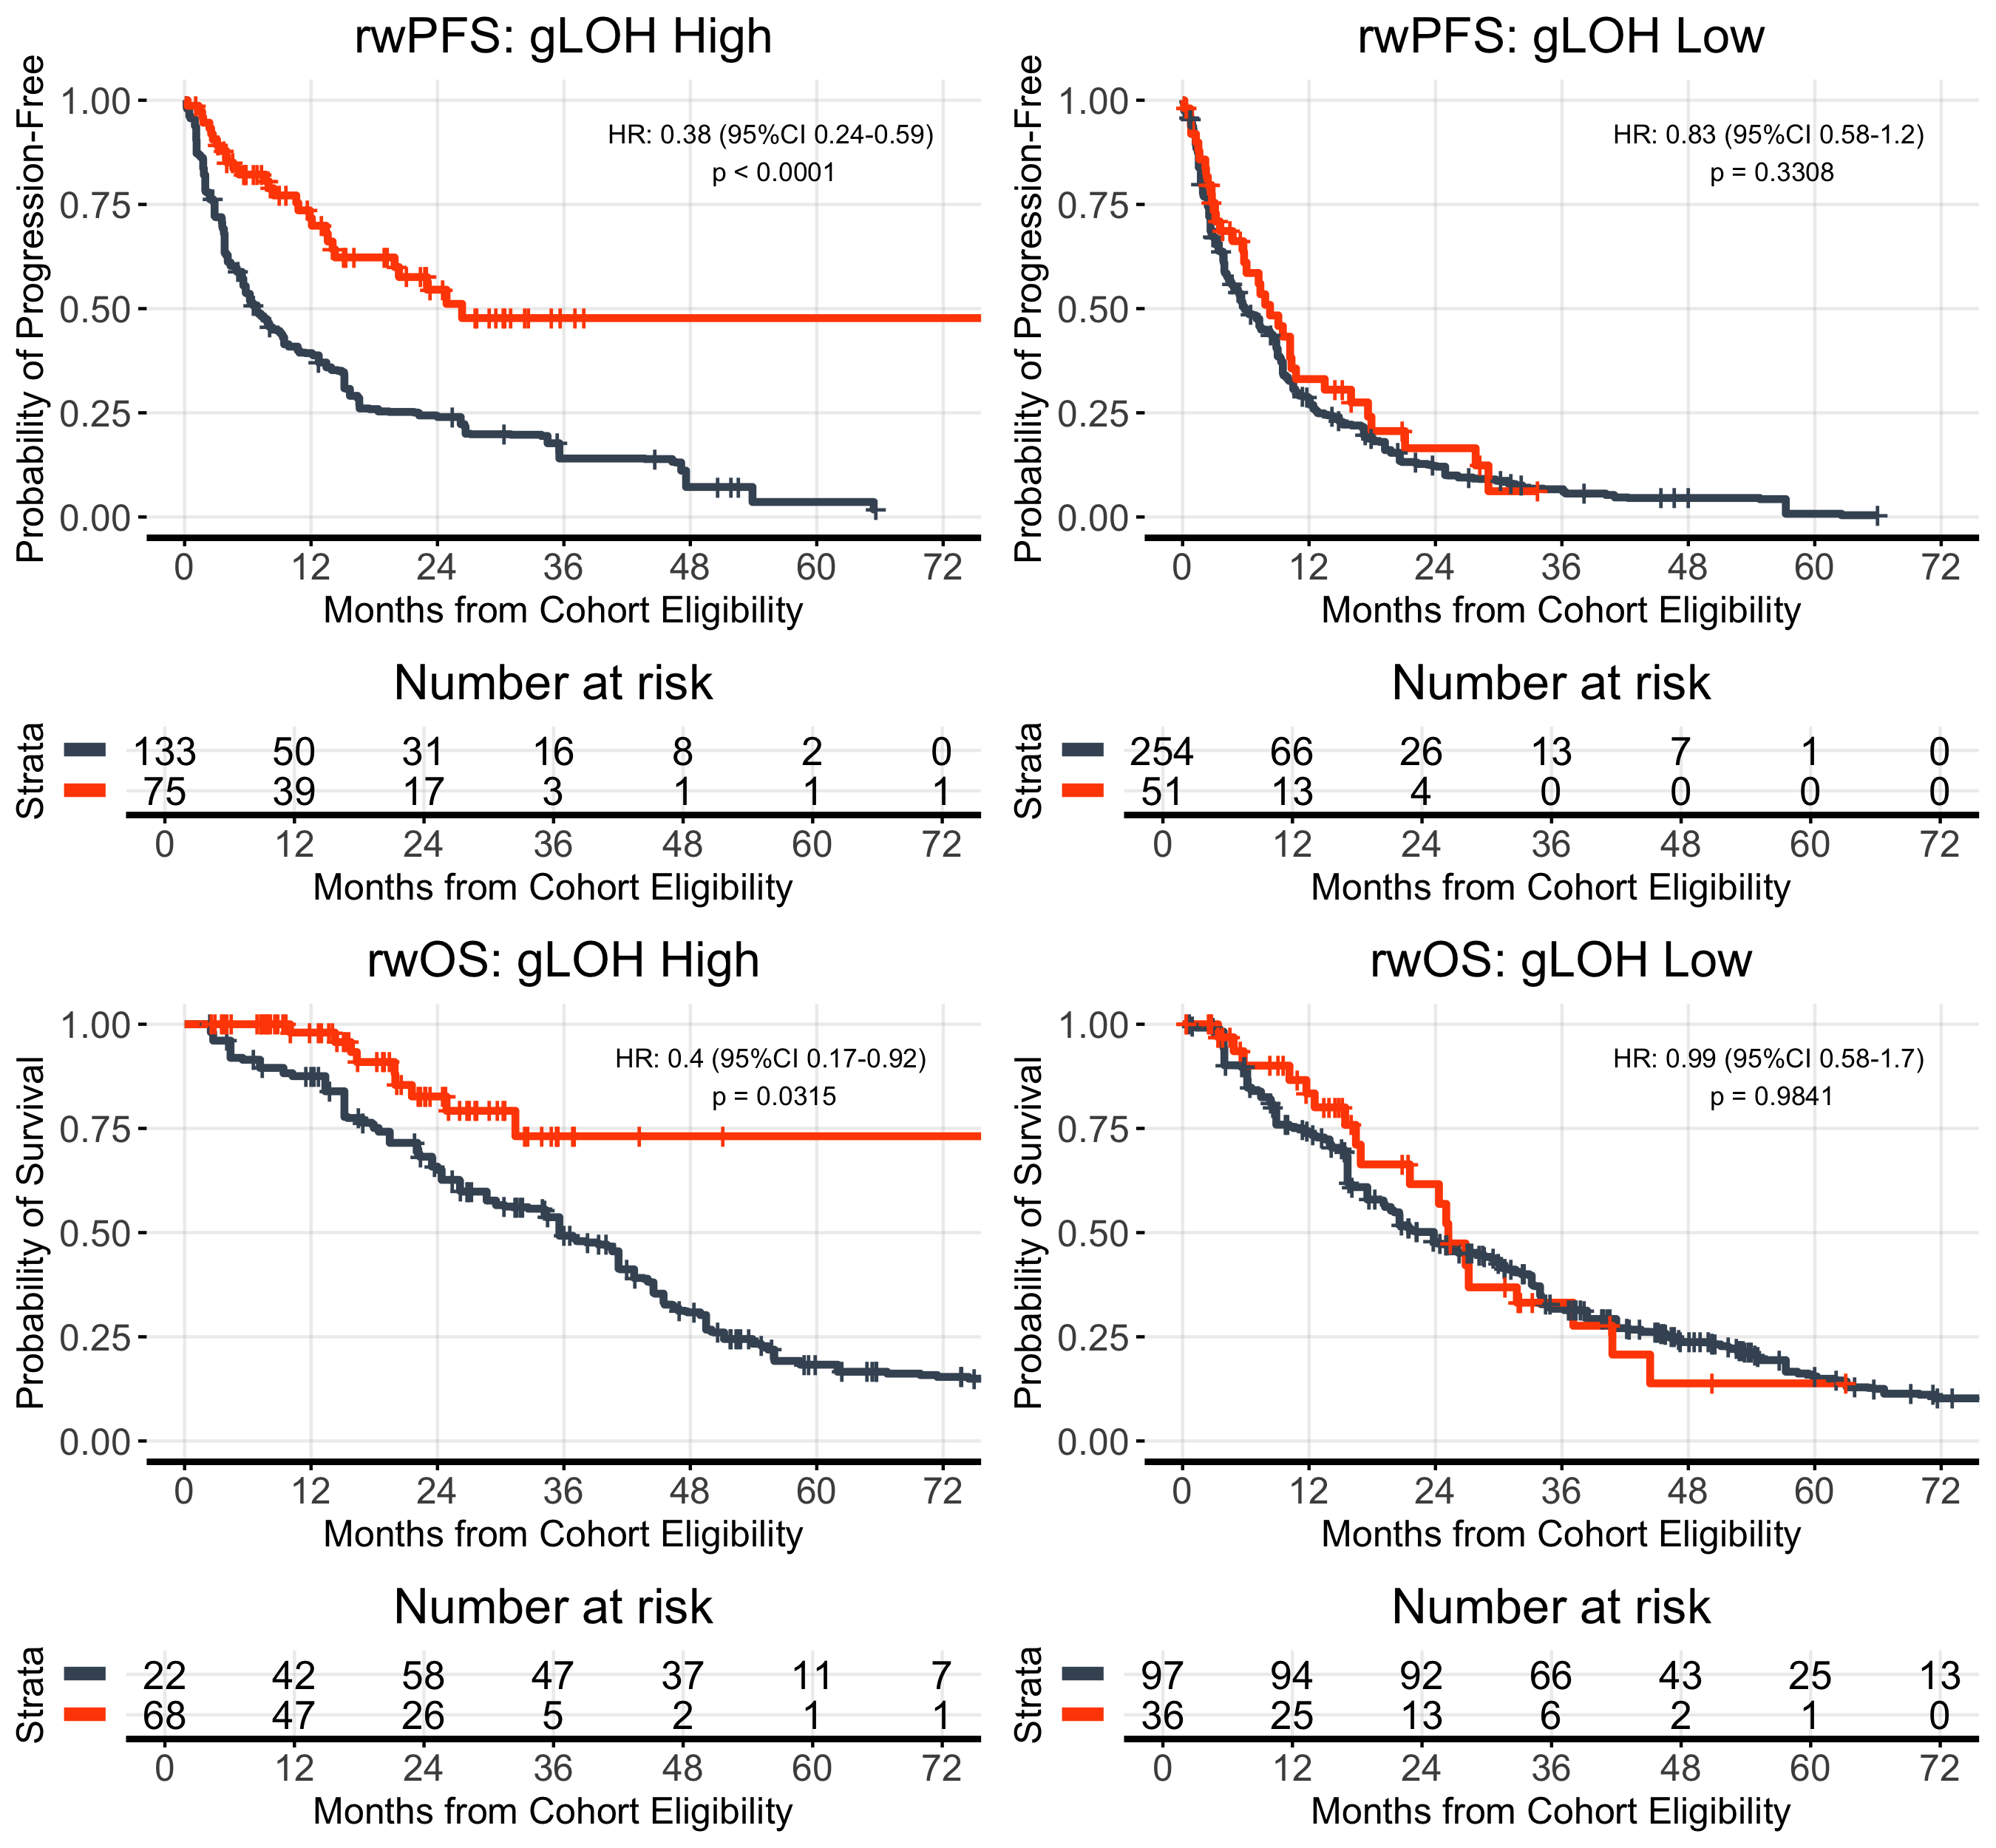 rwPFS: gLOH High
Probability of Progression-Free
1.00
0.75
0.50
0.25
0.00
HR: 0.38 (95%CI 0.24-0.59)
p < 0.0001
0 12 24 36 48 60 72
Months from Cohort Eligibility
Number at risk
Strata
133 50 31 16 8 2 0
75 39 17 3 1 1 1
0 12 24 36 48 60 72
Months from Cohort Eligibility
rwPFS: gLOH Low
Probability of Progression-Free
1.00
0.75
0.50
0.25
0.00
HR: 0.83 (95%CI 0.58-1.2)
p = 0.3308
0 12 24 36 48 60 72
Months from Cohort Eligibility
Number at risk
Strata
254 66 26 13 7 1 0
51 13 4 0 0 0 0
0 12 24 36 48 60 72
Months from Cohort Eligibility
rwOS: gLOH High
Probability of Survival
1.00
0.75
0.50
0.25
0.00
HR: 0.4 (95%CI 0.17-0.92)
p = 0.0315
0 12 24 36 48 60 72
Months from Cohort Eligibility
Number at risk
Strata
22 42 58 47 37 11 7
68 47 26 5 2 1 1
0 12 24 36 48 60 72
Months from Cohort Eligibility
rwOS: gLOH Low
Probability of Survival
1.00
0.75
0.50
0.25
0.00
HR: 0.99 (95%CI 0.58-1.7)
p = 0.9841
0 12 24 36 48 60 72
Months from Cohort Eligibility
Number at risk
Strata
97 94 92 66 43 25 13
36 25 13 6 2 1 0
0 12 24 36 48 60 72
Months from Cohort Eligibility